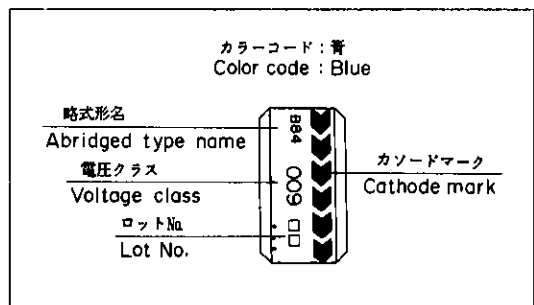 カラーコード : 青
Color code : Blue
略式形名
Abridged type name
電圧クラス
Voltage class
ロットNo.
Lot No.
B84
009
□□
カソードマーク
Cathode mark